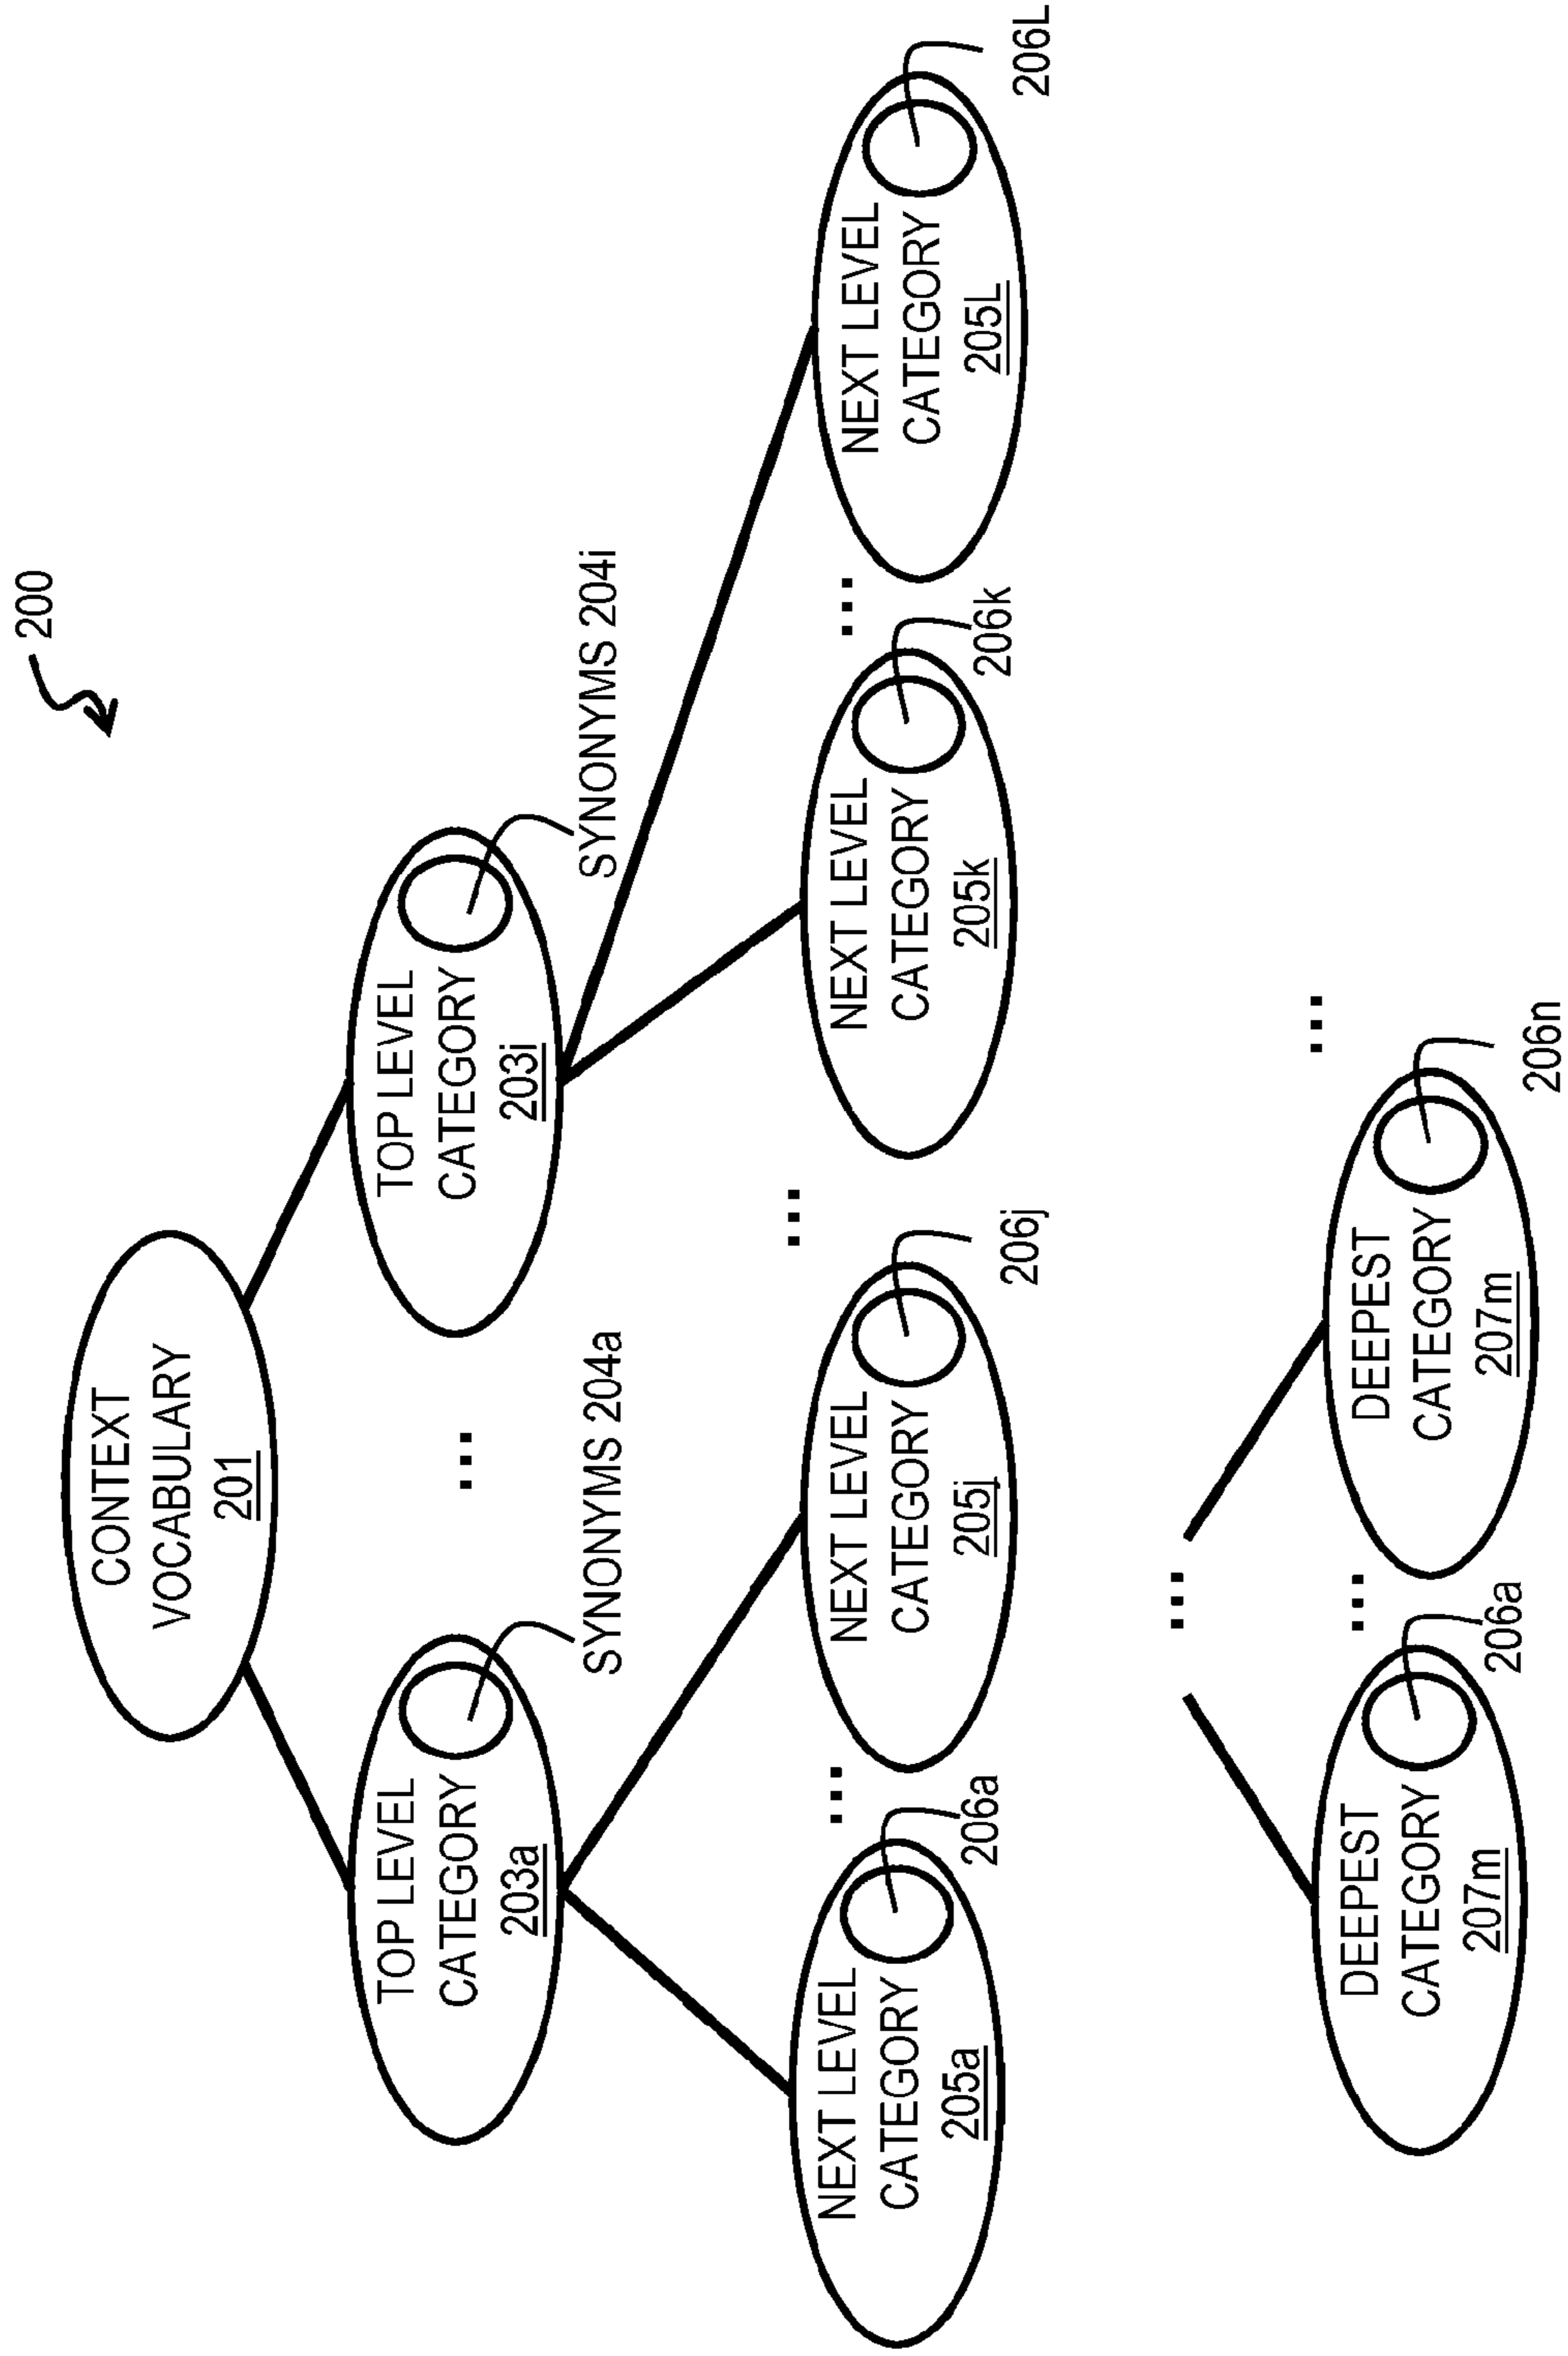 200
CONTEXT
VOCABULARY
201
TOP LEVEL
CATEGORY
203a
SYNONYMS 204a
...
TOP LEVEL
CATEGORY
203i
SYNONYMS 204i
NEXT LEVEL
CATEGORY
205a
206a
...
NEXT LEVEL
CATEGORY
205j
206j
...
NEXT LEVEL
CATEGORY
205k
206k
...
NEXT LEVEL
CATEGORY
205L
206L
...
DEEPEST
CATEGORY
207m
206a
...
DEEPEST
CATEGORY
207m
206n
...